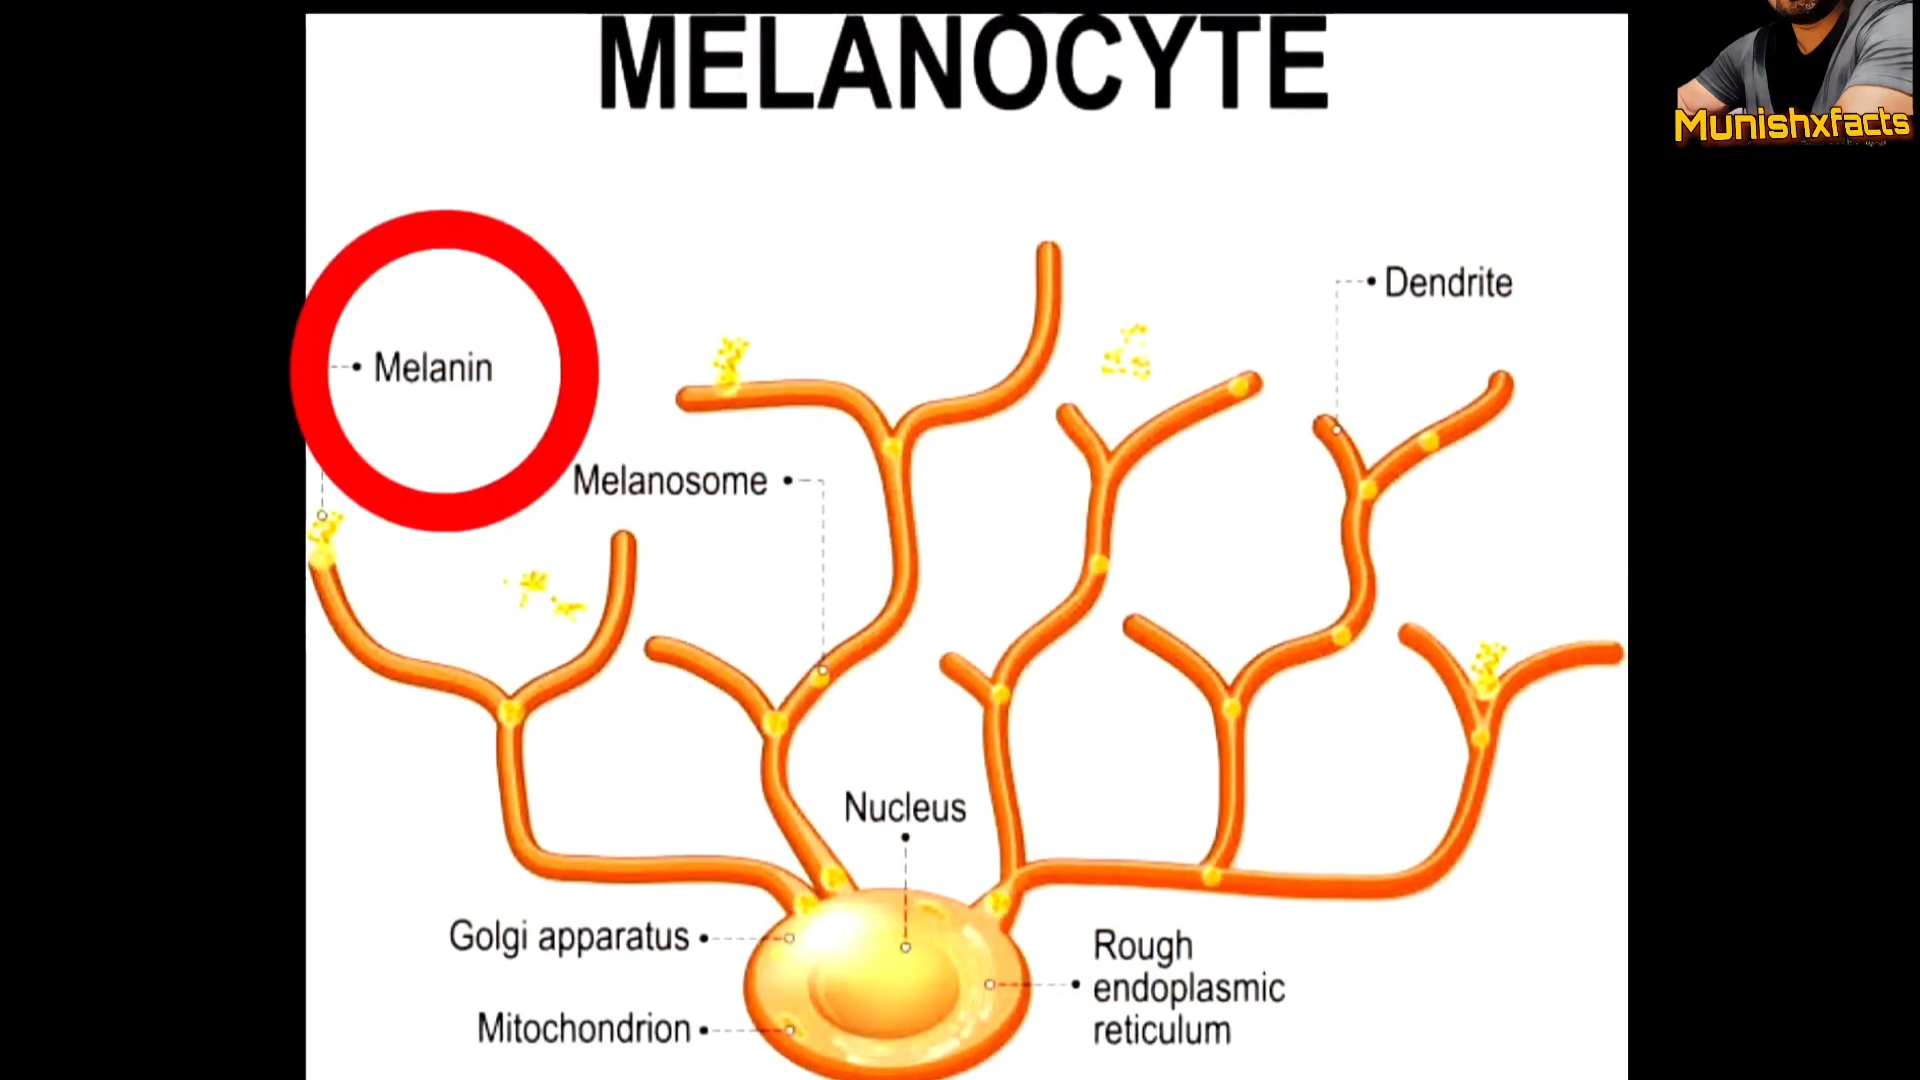 MELANOCYTE
Munishxfacts
Dendrite
Melanin
Melanosome
Nucleus
Golgi apparatus
Rough
endoplasmic
reticulum
Mitochondrion